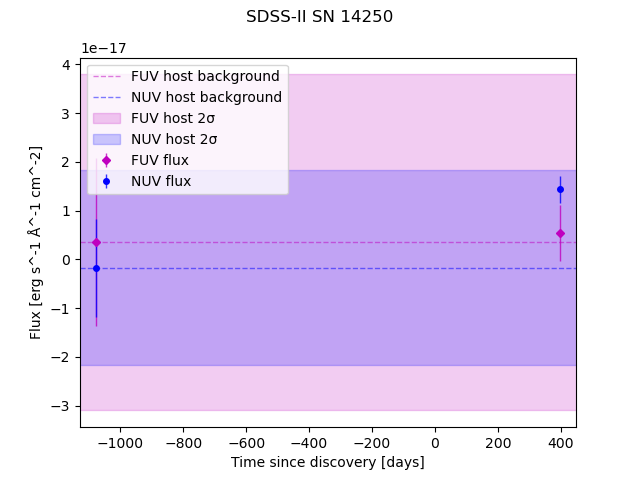 SDSS-II SN 14250
1e−17
FUV host background
NUV host background
FUV host 2σ
NUV host 2σ
FUV flux
NUV flux
4
3
2
1
0
−1
−2
−3
Flux [erg s^-1 Å^-1 cm^-2]
−1000
−800
−600
−400
−200
0
200
400
Time since discovery [days]